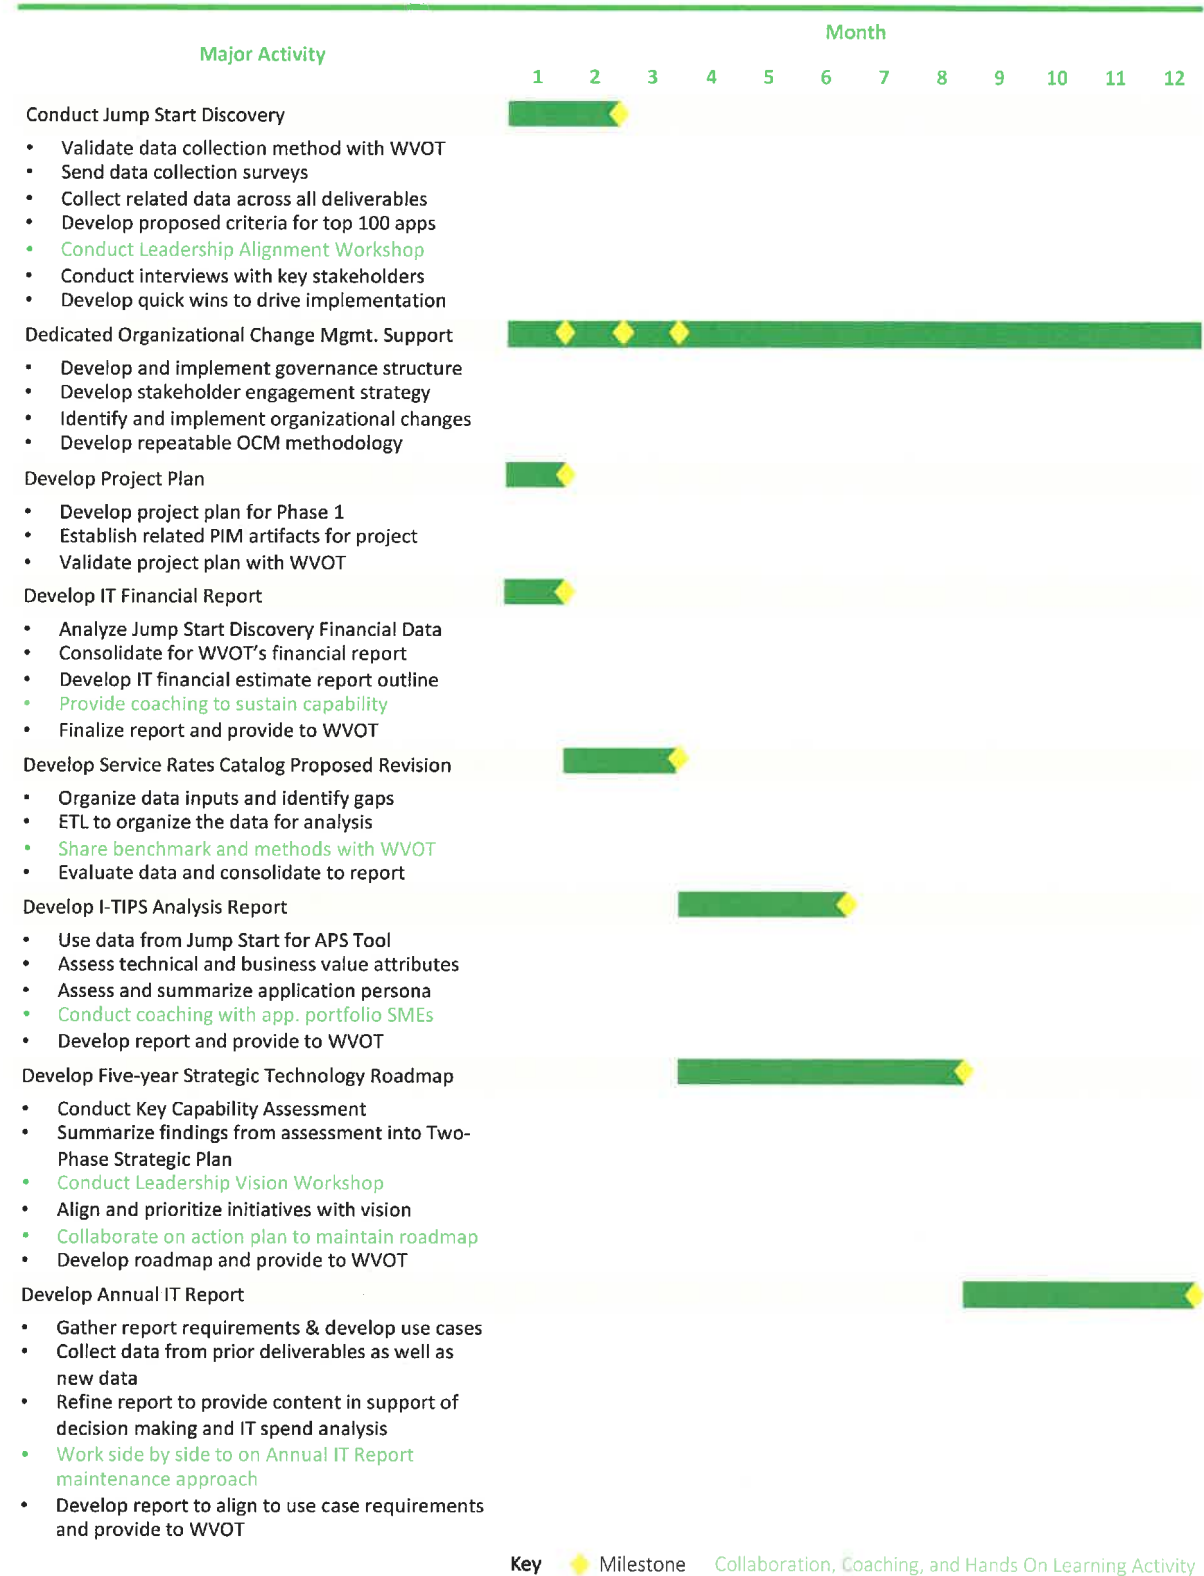 Month
Major Activity
1 2 3 4 5 6 7 8 9 10 11 12
Conduct Jump Start Discovery
• Validate data collection method with WVOT
• Send data collection surveys
• Collect related data across all deliverables
• Develop proposed criteria for top 100 apps
• Conduct Leadership Alignment Workshop
• Conduct interviews with key stakeholders
• Develop quick wins to drive implementation
Dedicated Organizational Change Mgmt. Support
• Develop and implement governance structure
• Develop stakeholder engagement strategy
• Identify and implement organizational changes
• Develop repeatable OCM methodology
Develop Project Plan
• Develop project plan for Phase 1
• Establish related PIM artifacts for project
• Validate project plan with WVOT
Develop IT Financial Report
• Analyze Jump Start Discovery Financial Data
• Consolidate for WVOT's financial report
• Develop IT financial estimate report outline
• Provide coaching to sustain capability
• Finalize report and provide to WVOT
Develop Service Rates Catalog Proposed Revision
• Organize data inputs and identify gaps
• ETL to organize the data for analysis
• Share benchmark and methods with WVOT
• Evaluate data and consolidate to report
Develop I-TIPS Analysis Report
• Use data from Jump Start for APS Tool
• Assess technical and business value attributes
• Assess and summarize application persona
• Conduct coaching with app. portfolio SMEs
• Develop report and provide to WVOT
Develop Five-year Strategic Technology Roadmap
• Conduct Key Capability Assessment
• Summarize findings from assessment into Two-
Phase Strategic Plan
• Conduct Leadership Vision Workshop
• Align and prioritize initiatives with vision
• Collaborate on action plan to maintain roadmap
• Develop roadmap and provide to WVOT
Develop Annual IT Report
• Gather report requirements & develop use cases
• Collect data from prior deliverables as well as
new data
• Refine report to provide content in support of
decision making and IT spend analysis
• Work side by side to on Annual IT Report
maintenance approach
• Develop report to align to use case requirements
and provide to WVOT
Key Milestone Collaboration, Coaching, and Hands On Learning Activity